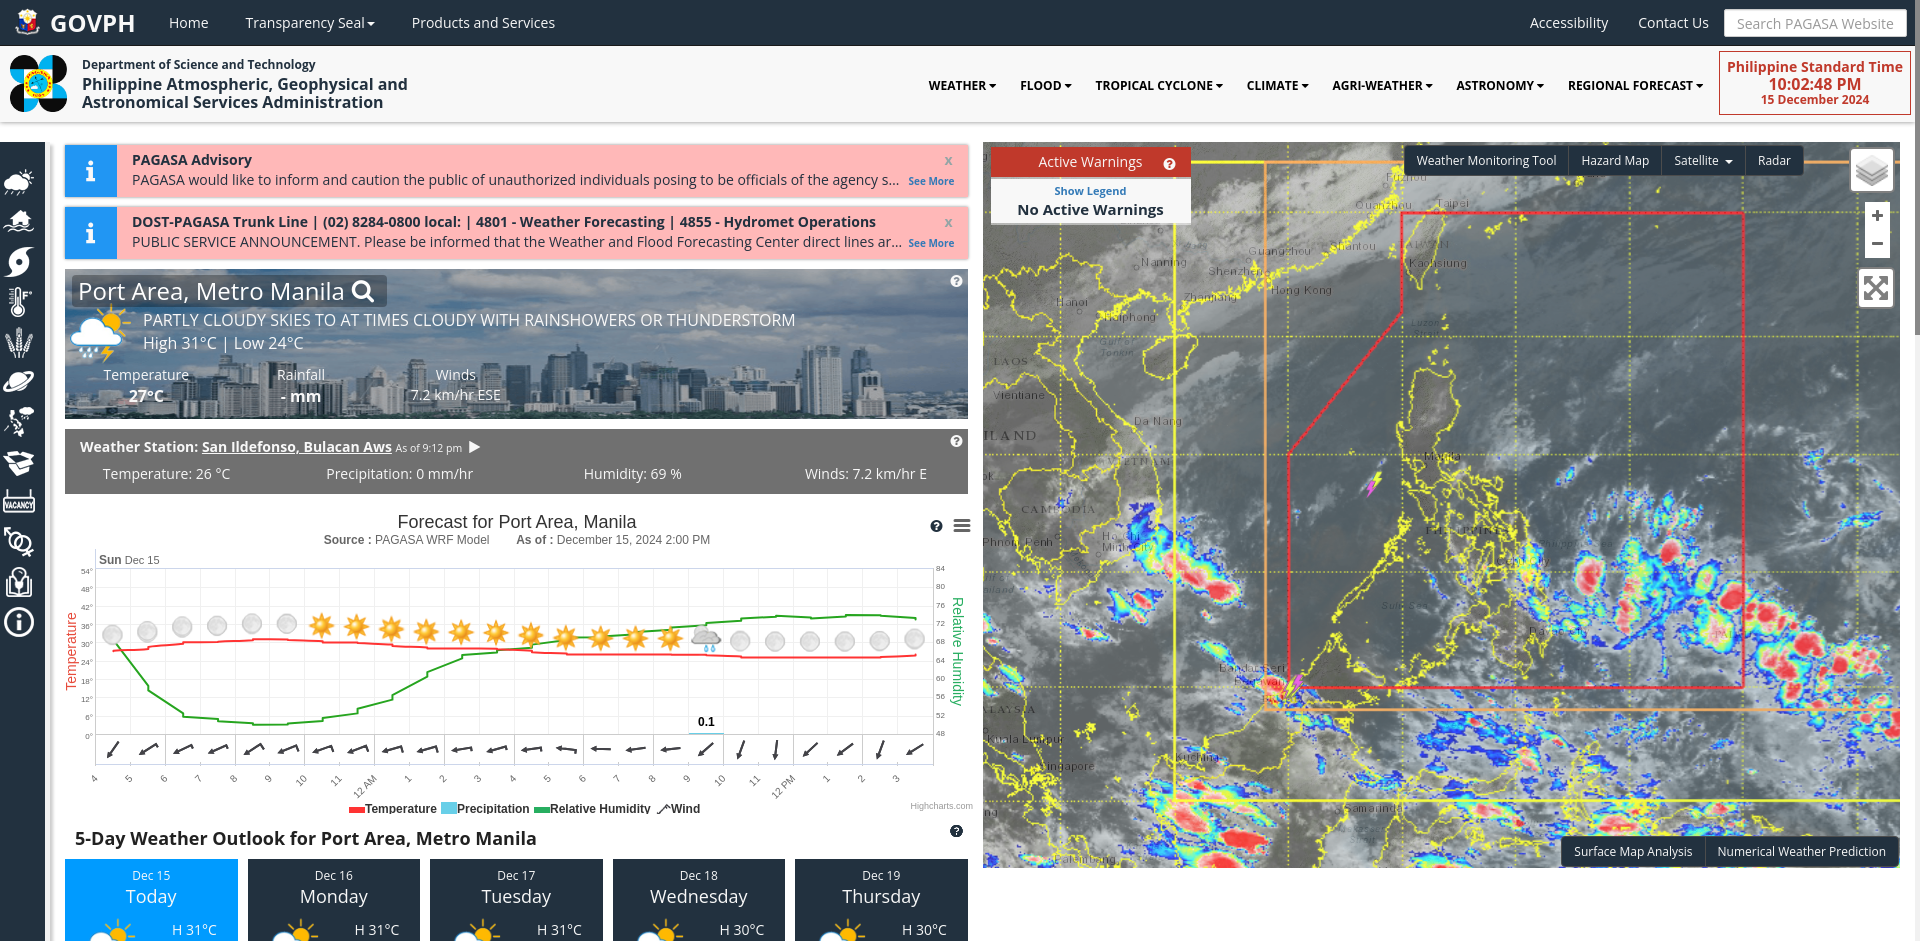 GOVPH
Home
Transparency Seal
Products and Services
Accessibility
Contact Us
Search PAGASA Website
Department of Science and Technology
Philippine Atmospheric, Geophysical and
Astronomical Services Administration
WEATHER
FLOOD
TROPICAL CYCLONE
CLIMATE
AGRI-WEATHER
ASTRONOMY
REGIONAL FORECAST
Philippine Standard Time
10:02:48 PM
15 December 2024
PAGASA Advisory
x
PAGASA would like to inform and caution the public of unauthorized individuals posing to be officials of the agency s... See More
DOST-PAGASA Trunk Line | (02) 8284-0800 local: | 4801 - Weather Forecasting | 4855 - Hydromet Operations
x
PUBLIC SERVICE ANNOUNCEMENT. Please be informed that the Weather and Flood Forecasting Center direct lines ar... See More
Port Area, Metro Manila
PARTLY CLOUDY SKIES TO AT TIMES CLOUDY WITH RAINSHOWERS OR THUNDERSTORM
High 31°C | Low 24°C
Temperature
27°C
Rainfall
- mm
Winds
7.2 km/hr ESE
Weather Station: San Ildefonso, Bulacan Aws As of 9:12 pm
Temperature: 26 °C
Precipitation: 0 mm/hr
Humidity: 69 %
Winds: 7.2 km/hr E
VACANCY
Forecast for Port Area, Manila
Source : PAGASA WRF Model As of : December 15, 2024 2:00 PM
Sun Dec 15
Temperature
54°
48°
42°
36°
30°
24°
18°
12°
6°
0°
84
80
76
72
68
64
60
56
52
48
Relative Humidity
0.1
4
5
6
7
8
9
10
11
12 AM
1
2
3
4
5
6
7
8
9
10
11
12 PM
1
2
3
Temperature
Precipitation
Relative Humidity
Wind
Highcharts.com
5-Day Weather Outlook for Port Area, Metro Manila
Dec 15
Today
H 31°C
Dec 16
Monday
H 31°C
Dec 17
Tuesday
H 31°C
Dec 18
Wednesday
H 30°C
Dec 19
Thursday
H 30°C
Active Warnings
Show Legend
No Active Warnings
Weather Monitoring Tool
Hazard Map
Satellite
Radar
+
−
Taipei
Quanzhou
Shantou
Guangzhou
Shenzhen
Kaohsiung
Hong Kong
Nanning
Zhanjiang
Hanoi
Haiphong
LAOS
Vientiane
Da Nang
VIETNAM
CAMBODIA
Phnom Penh
Manila
Kuala Lumpur
Singapore
Kuching
Samarinda
Palembang
Surface Map Analysis
Numerical Weather Prediction